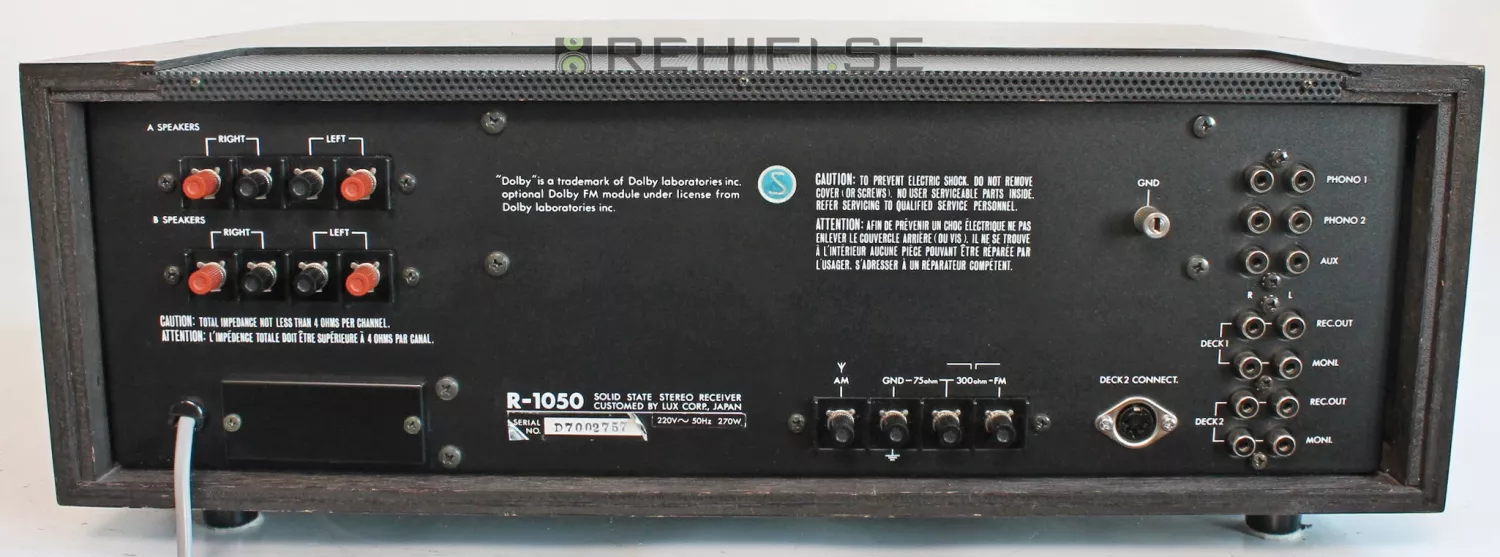 REHIFI.SE
A SPEAKERS
RIGHT
LEFT
B SPEAKERS
RIGHT
LEFT
CAUTION: TOTAL IMPEDANCE NOT LESS THAN 4 OHMS PER CHANNEL.
ATTENTION: L'IMPÉDENCE TOTALE DOIT ÊTRE SUPÉRIEURE À 4 OHMS PAR CANAL.
"Dolby" is a trademark of Dolby laboratories inc.
optional Dolby FM module under license from
Dolby laboratories inc.
S
CAUTION: TO PREVENT ELECTRIC SHOCK. DO NOT REMOVE
COVER (OR SCREWS). NO USER SERVICEABLE PARTS INSIDE.
REFER SERVICING TO QUALIFIED SERVICE PERSONNEL.
ATTENTION: AFIN DE PRÉVENIR UN CHOC ÉLECTRIQUE NE PAS
ENLEVER LE COUVERCLE ARRIÈRE (OU VIS). IL NE SE TROUVE
À L'INTÉRIEUR AUCUNE PIÈCE POUVANT ÊTRE RÉPARÉE PAR
L'USAGER. S'ADRESSER À UN RÉPARATEUR COMPÉTENT.
R-1050 SOLID STATE STEREO RECEIVER
CUSTOMED BY LUX CORP., JAPAN
SERIAL NO. D7002757
220V~ 50Hz 270W
AM
GND-75ohm
300ohm-FM
GND
DECK2 CONNECT.
PHONO 1
PHONO 2
AUX
R L
DECK1
REC.OUT
MONI.
DECK2
REC.OUT
MONI.